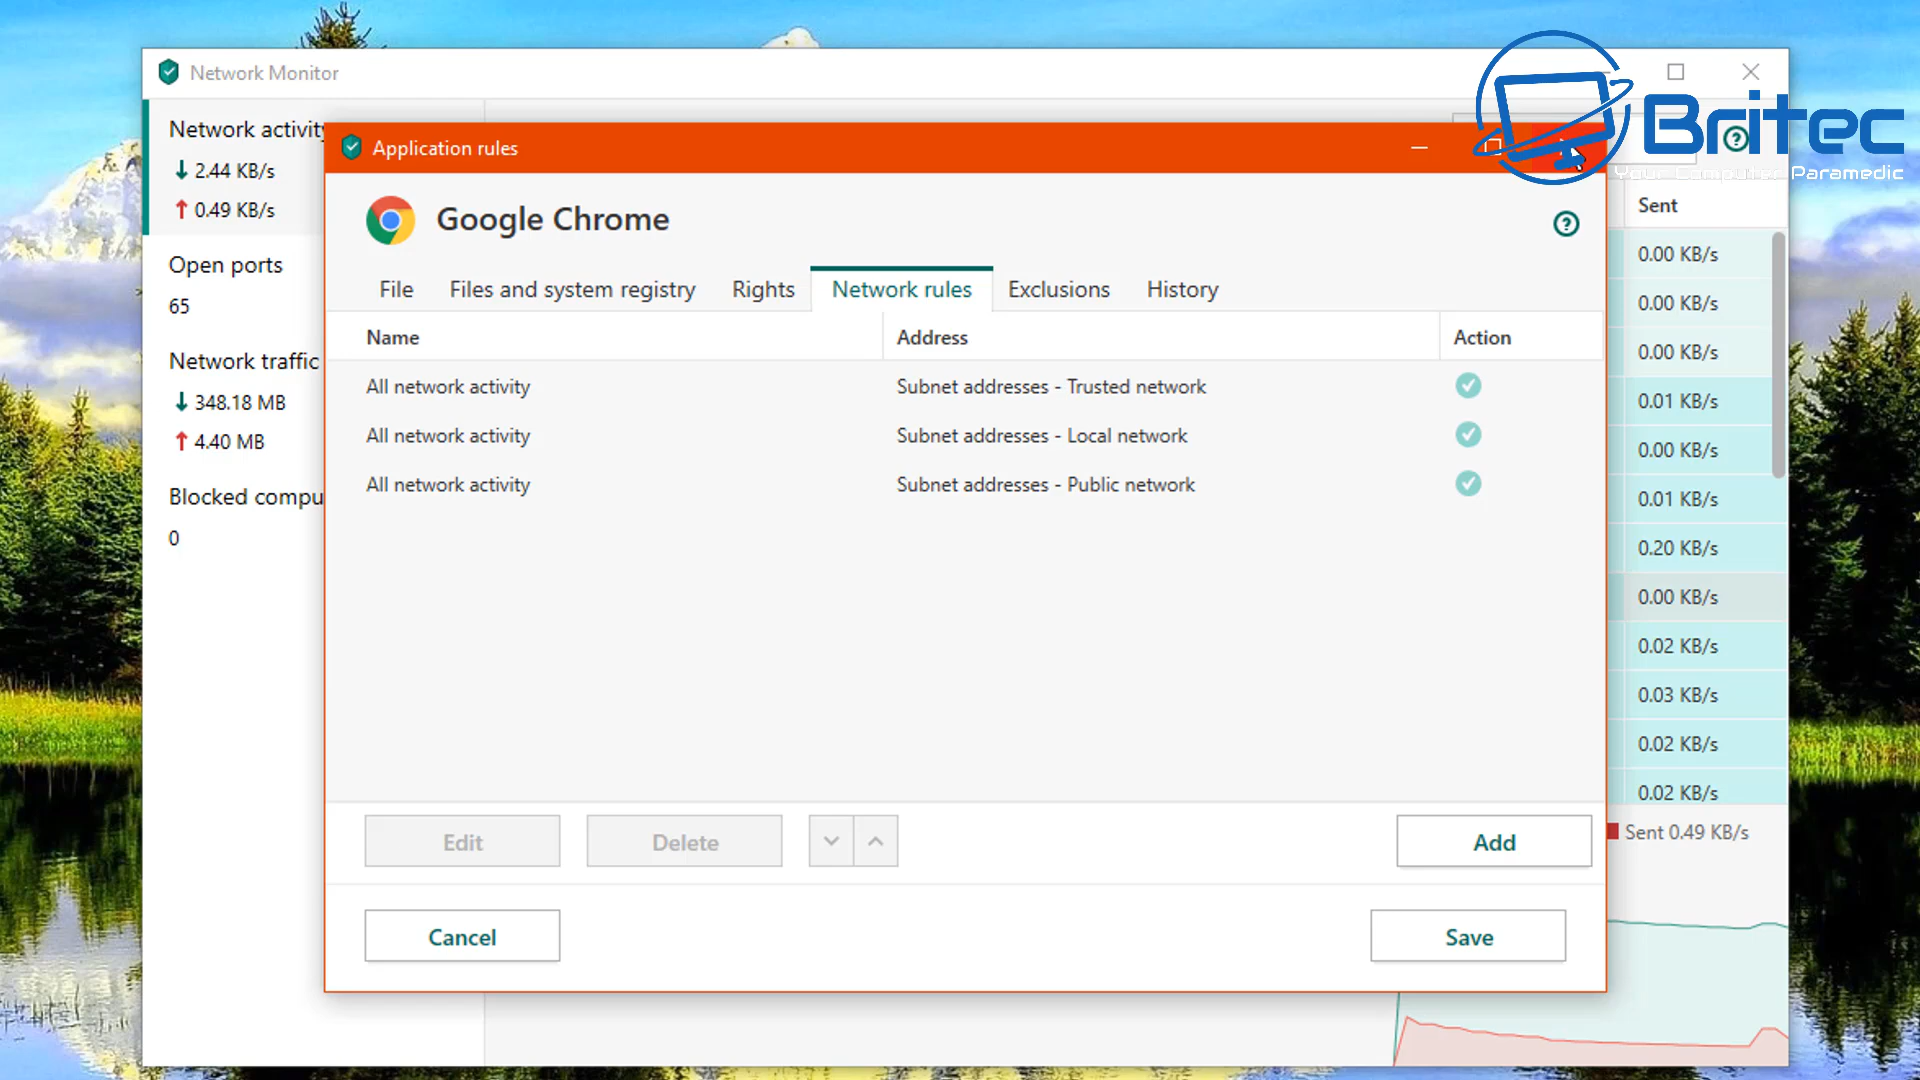 Network Monitor
Britec
Your Computer Paramedic
Network activity
2.44 KB/s
0.49 KB/s
Open ports
65
Network traffic
348.18 MB
4.40 MB
Blocked compu
0
Application rules
Google Chrome
File
Files and system registry
Rights
Network rules
Exclusions
History
Name
Address
Action
All network activity
Subnet addresses - Trusted network
All network activity
Subnet addresses - Local network
All network activity
Subnet addresses - Public network
Edit
Delete
Add
Cancel
Save
Sent
0.00 KB/s
0.00 KB/s
0.00 KB/s
0.01 KB/s
0.00 KB/s
0.01 KB/s
0.20 KB/s
0.00 KB/s
0.02 KB/s
0.03 KB/s
0.02 KB/s
0.02 KB/s
Sent 0.49 KB/s